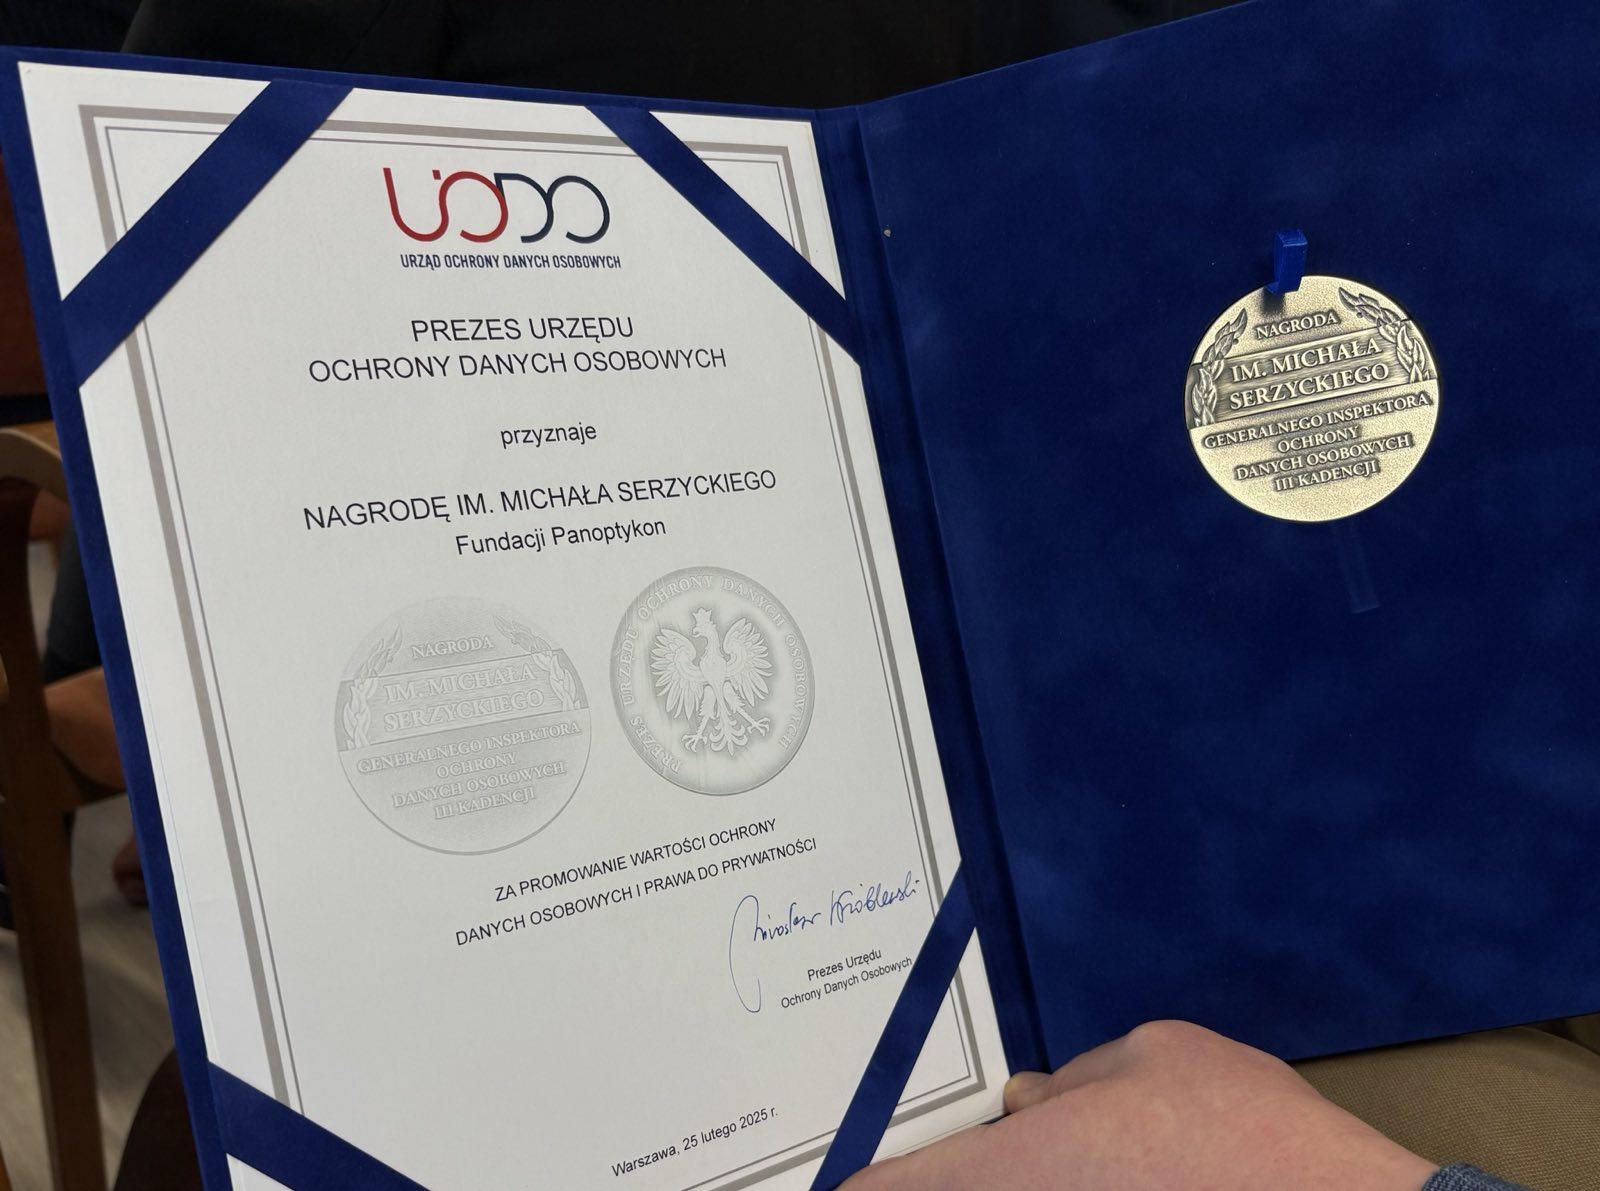 UODO
URZĄD OCHRONY DANYCH OSOBOWYCH
PREZES URZĘDU
OCHRONY DANYCH OSOBOWYCH
przyznaje
NAGRODĘ IM. MICHAŁA SERZYCKIEGO
Fundacji Panoptykon
NAGRODA
IM. MICHAŁA
SERZYCKIEGO
GENERALNEGO INSPEKTORA
OCHRONY
DANYCH OSOBOWYCH
III KADENCJI
PREZES URZĘDU OCHRONY DANYCH OSOBOWYCH
ZA PROMOWANIE WARTOŚCI OCHRONY
DANYCH OSOBOWYCH I PRAWA DO PRYWATNOŚCI
Mirosław Wróblewski
Prezes Urzędu
Ochrony Danych Osobowych
Warszawa, 25 lutego 2025 r.
NAGRODA
IM. MICHAŁA
SERZYCKIEGO
GENERALNEGO INSPEKTORA
OCHRONY
DANYCH OSOBOWYCH
III KADENCJI